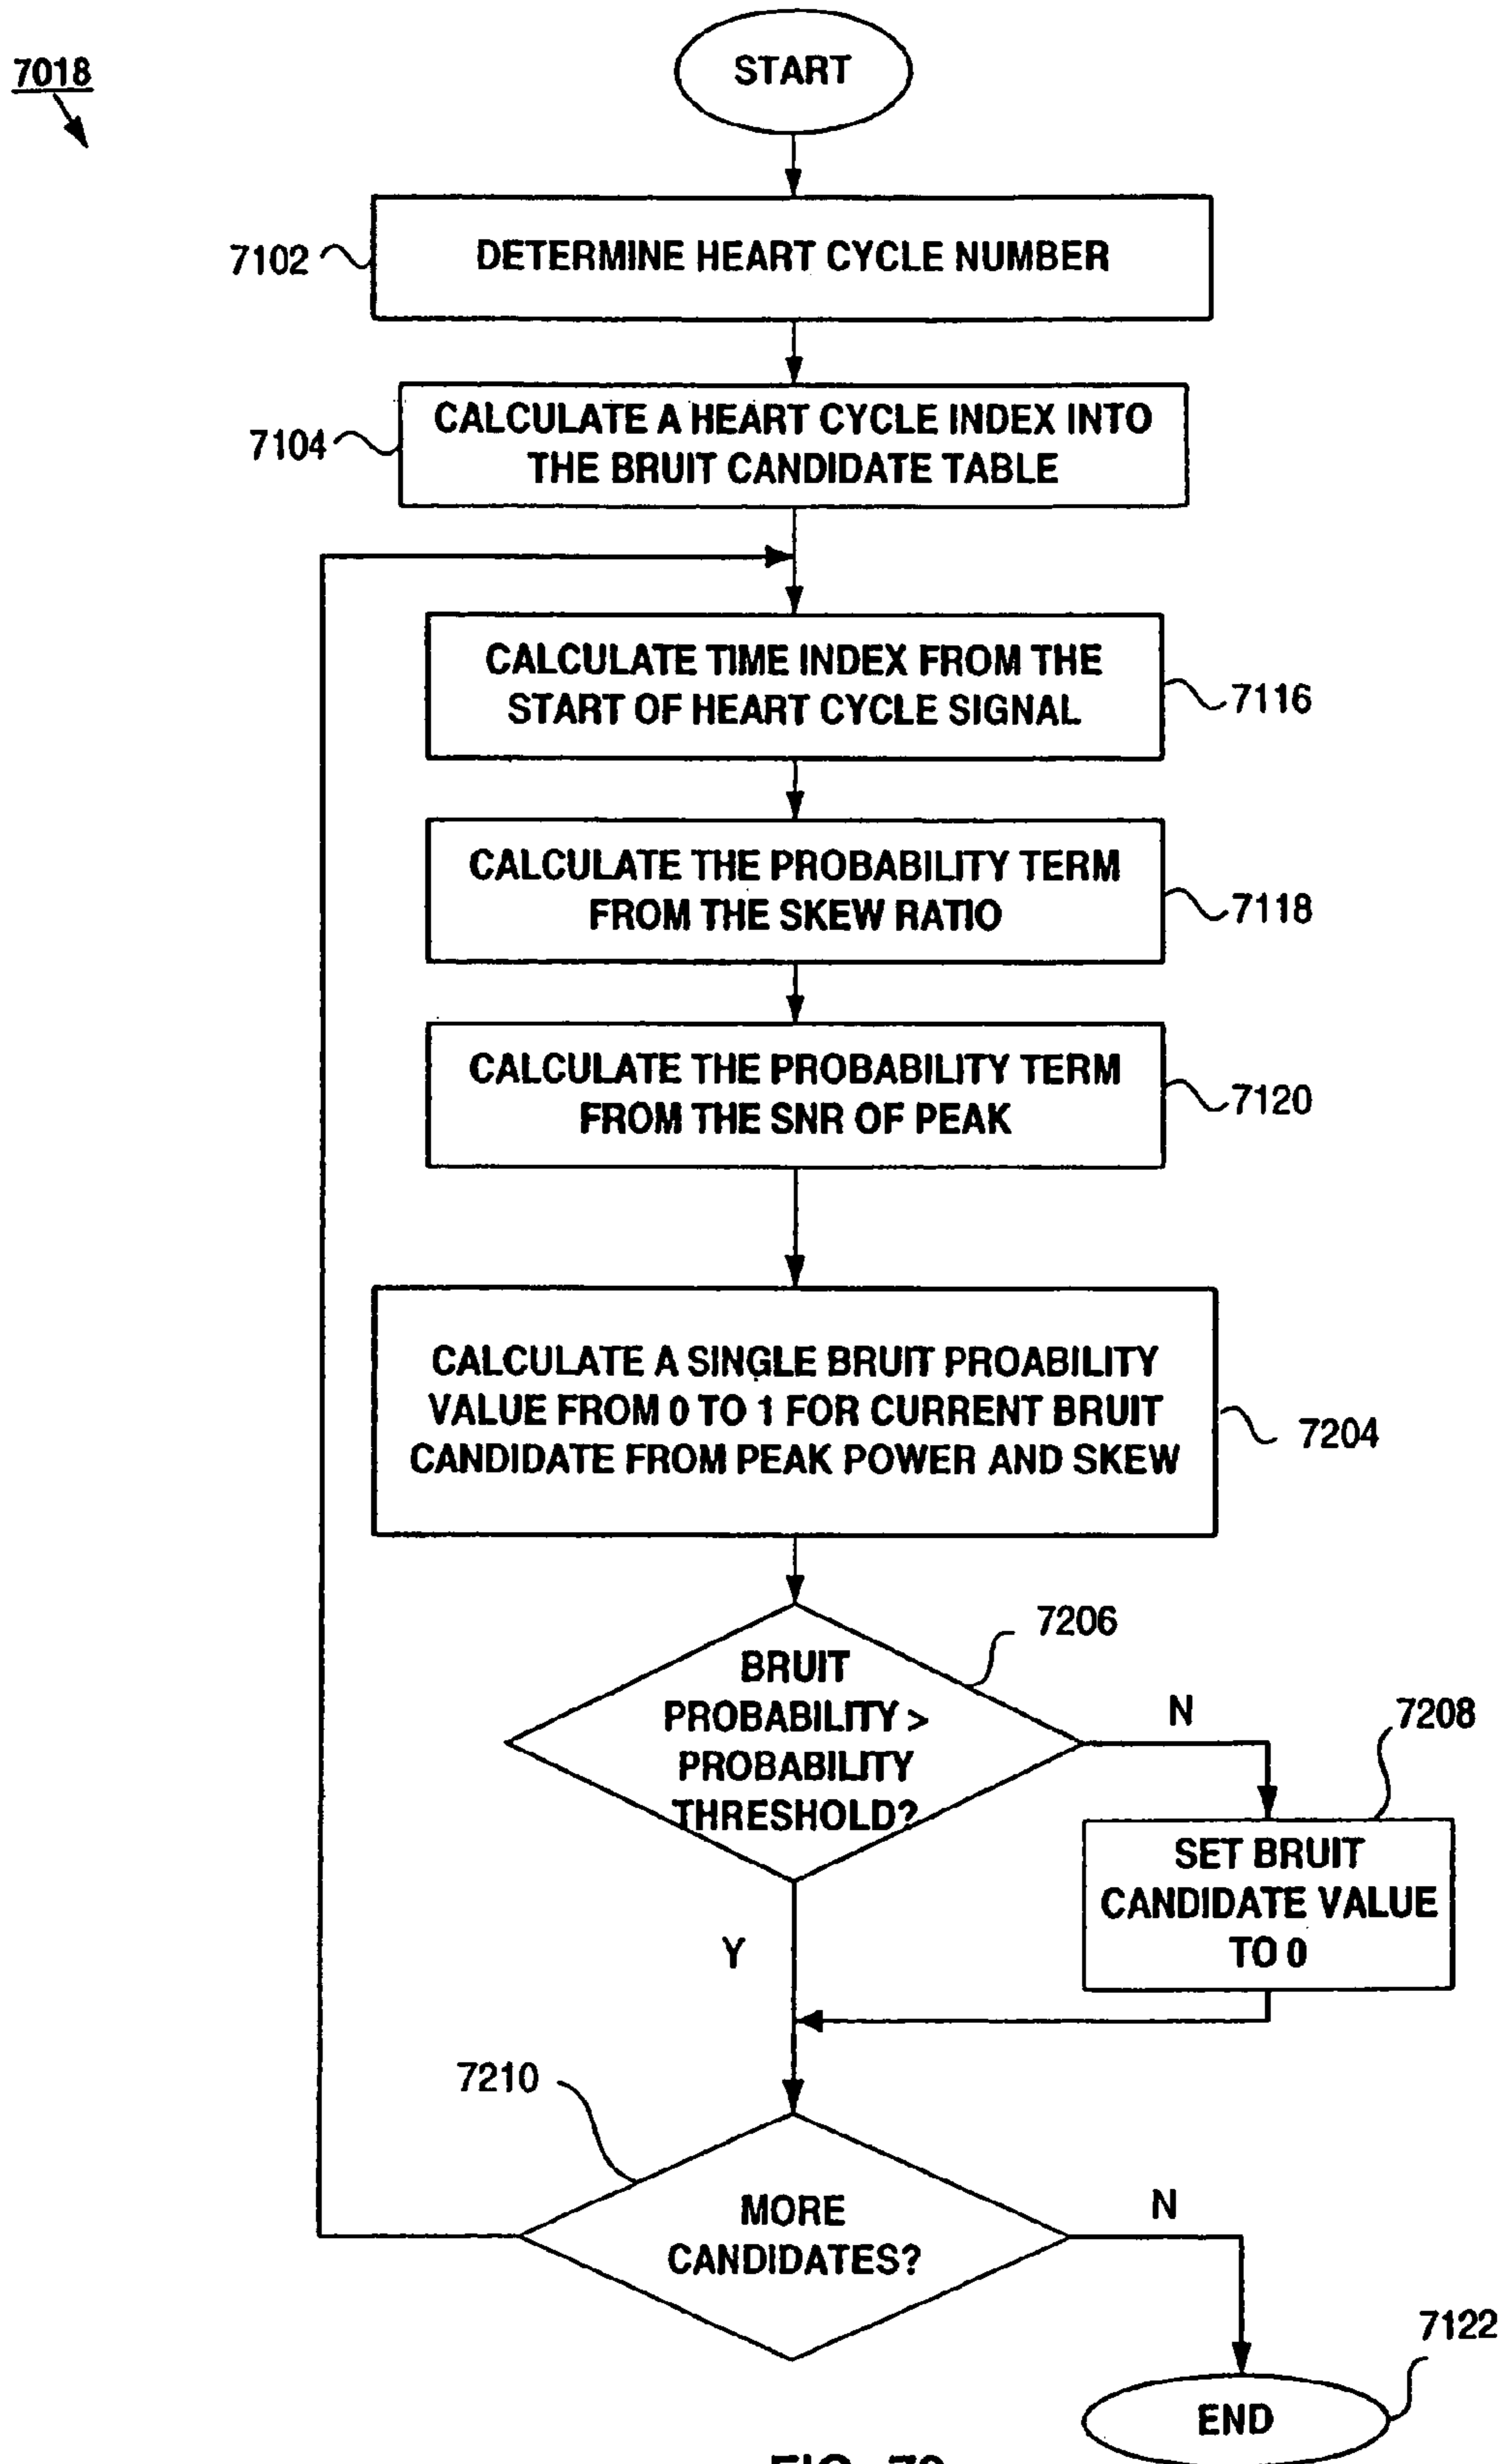 7018
START
7102
DETERMINE HEART CYCLE NUMBER
7104
CALCULATE A HEART CYCLE INDEX INTO
THE BRUIT CANDIDATE TABLE
CALCULATE TIME INDEX FROM THE
START OF HEART CYCLE SIGNAL
7116
CALCULATE THE PROBABILITY TERM
FROM THE SKEW RATIO
7118
CALCULATE THE PROBABILITY TERM
FROM THE SNR OF PEAK
7120
CALCULATE A SINGLE BRUIT PROABILITY
VALUE FROM 0 TO 1 FOR CURRENT BRUIT
CANDIDATE FROM PEAK POWER AND SKEW
7204
7206
BRUIT
PROBABILITY >
PROBABILITY
THRESHOLD?
N
7208
SET BRUIT
CANDIDATE VALUE
TO 0
Y
7210
MORE
CANDIDATES?
N
7122
END